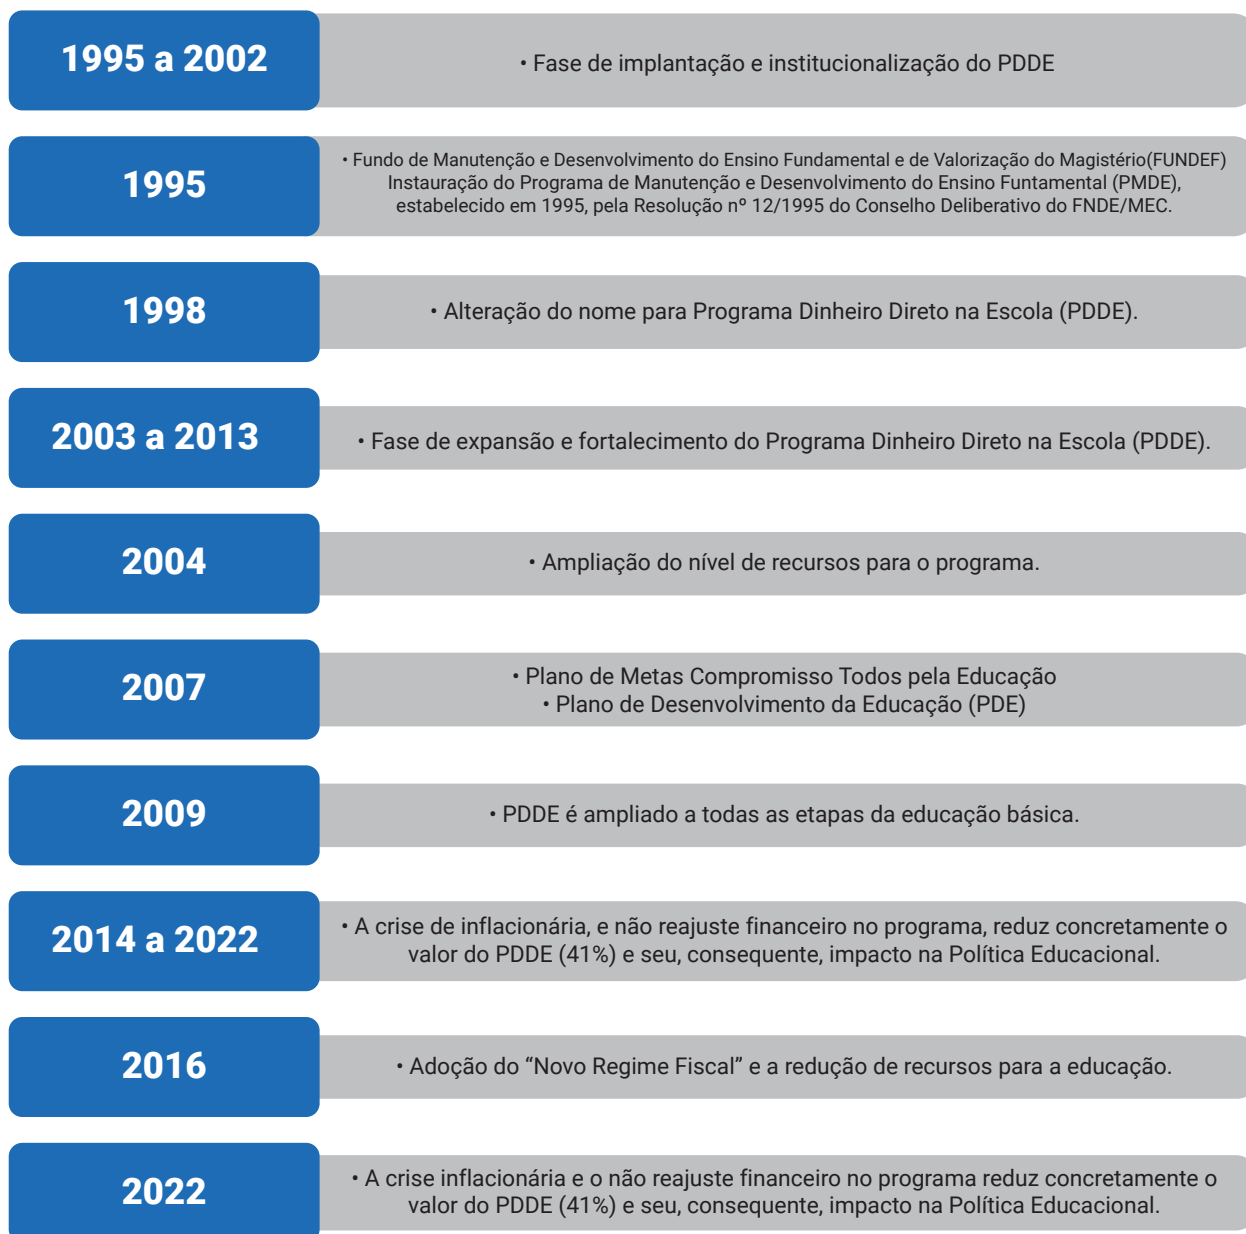 1995 a 2002
• Fase de implantação e institucionalização do PDDE
1995
• Fundo de Manutenção e Desenvolvimento do Ensino Fundamental e de Valorização do Magistério(FUNDEF)
Instauração do Programa de Manutenção e Desenvolvimento do Ensino Funtamental (PMDE),
estabelecido em 1995, pela Resolução nº 12/1995 do Conselho Deliberativo do FNDE/MEC.
1998
• Alteração do nome para Programa Dinheiro Direto na Escola (PDDE).
2003 a 2013
• Fase de expansão e fortalecimento do Programa Dinheiro Direto na Escola (PDDE).
2004
• Ampliação do nível de recursos para o programa.
2007
• Plano de Metas Compromisso Todos pela Educação
• Plano de Desenvolvimento da Educação (PDE)
2009
• PDDE é ampliado a todas as etapas da educação básica.
2014 a 2022
• A crise de inflacionária, e não reajuste financeiro no programa, reduz concretamente o
valor do PDDE (41%) e seu, consequente, impacto na Política Educacional.
2016
• Adoção do “Novo Regime Fiscal” e a redução de recursos para a educação.
2022
• A crise inflacionária e o não reajuste financeiro no programa reduz concretamente o
valor do PDDE (41%) e seu, consequente, impacto na Política Educacional.